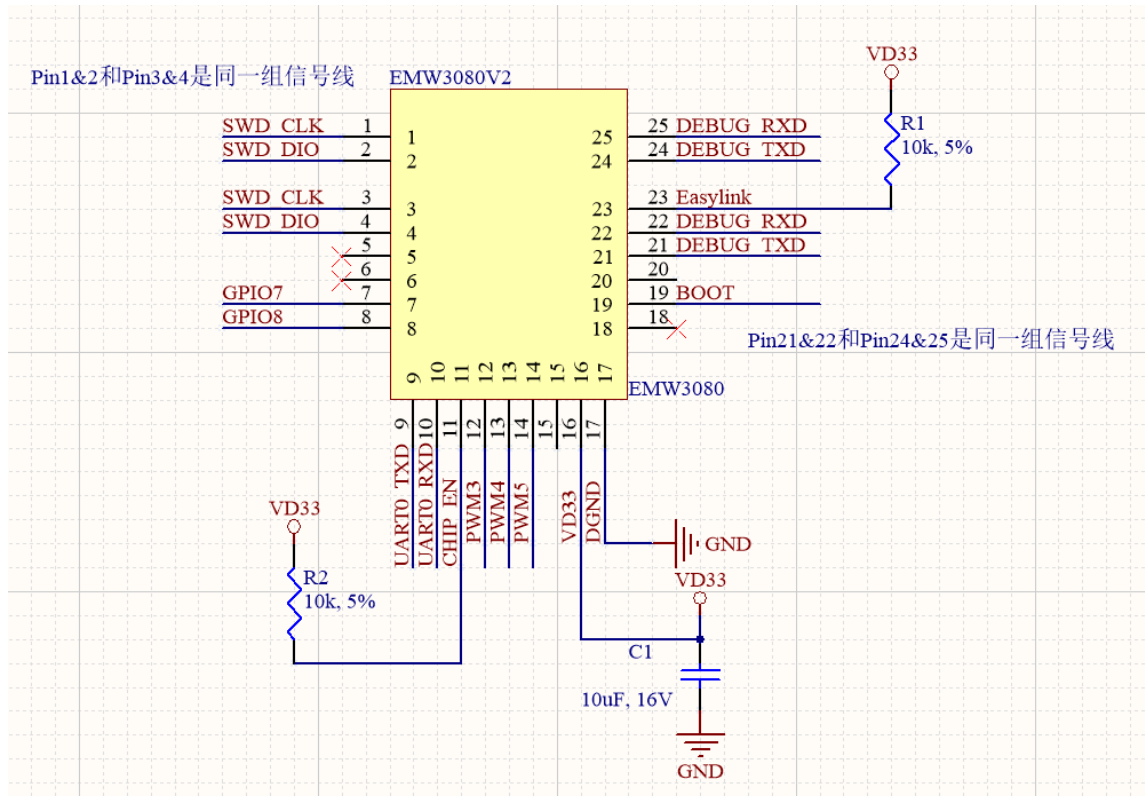 VD33
Pin1&2和Pin3&4是同一组信号线
EMW3080V2
R1
10k, 5%
SWD_CLK 1 1
SWD_DIO 2 2
SWD_CLK 3 3
SWD_DIO 4 4
5 5
6 6
GPIO7 7 7
GPIO8 8 8
25 25 DEBUG_RXD
24 24 DEBUG_TXD
23 23 Easylink
22 22 DEBUG_RXD
21 21 DEBUG_TXD
20 20
19 19 BOOT
18 18
Pin21&22和Pin24&25是同一组信号线
EMW3080
9 10 11 12 13 14 15 16 17
9 10 11 12 13 14 15 16 17
UART0_TXD
UART0_RXD
CHIP_EN
PWM3
PWM4
PWM5
VD33
DGND
VD33
R2
10k, 5%
GND
VD33
C1
10uF, 16V
GND